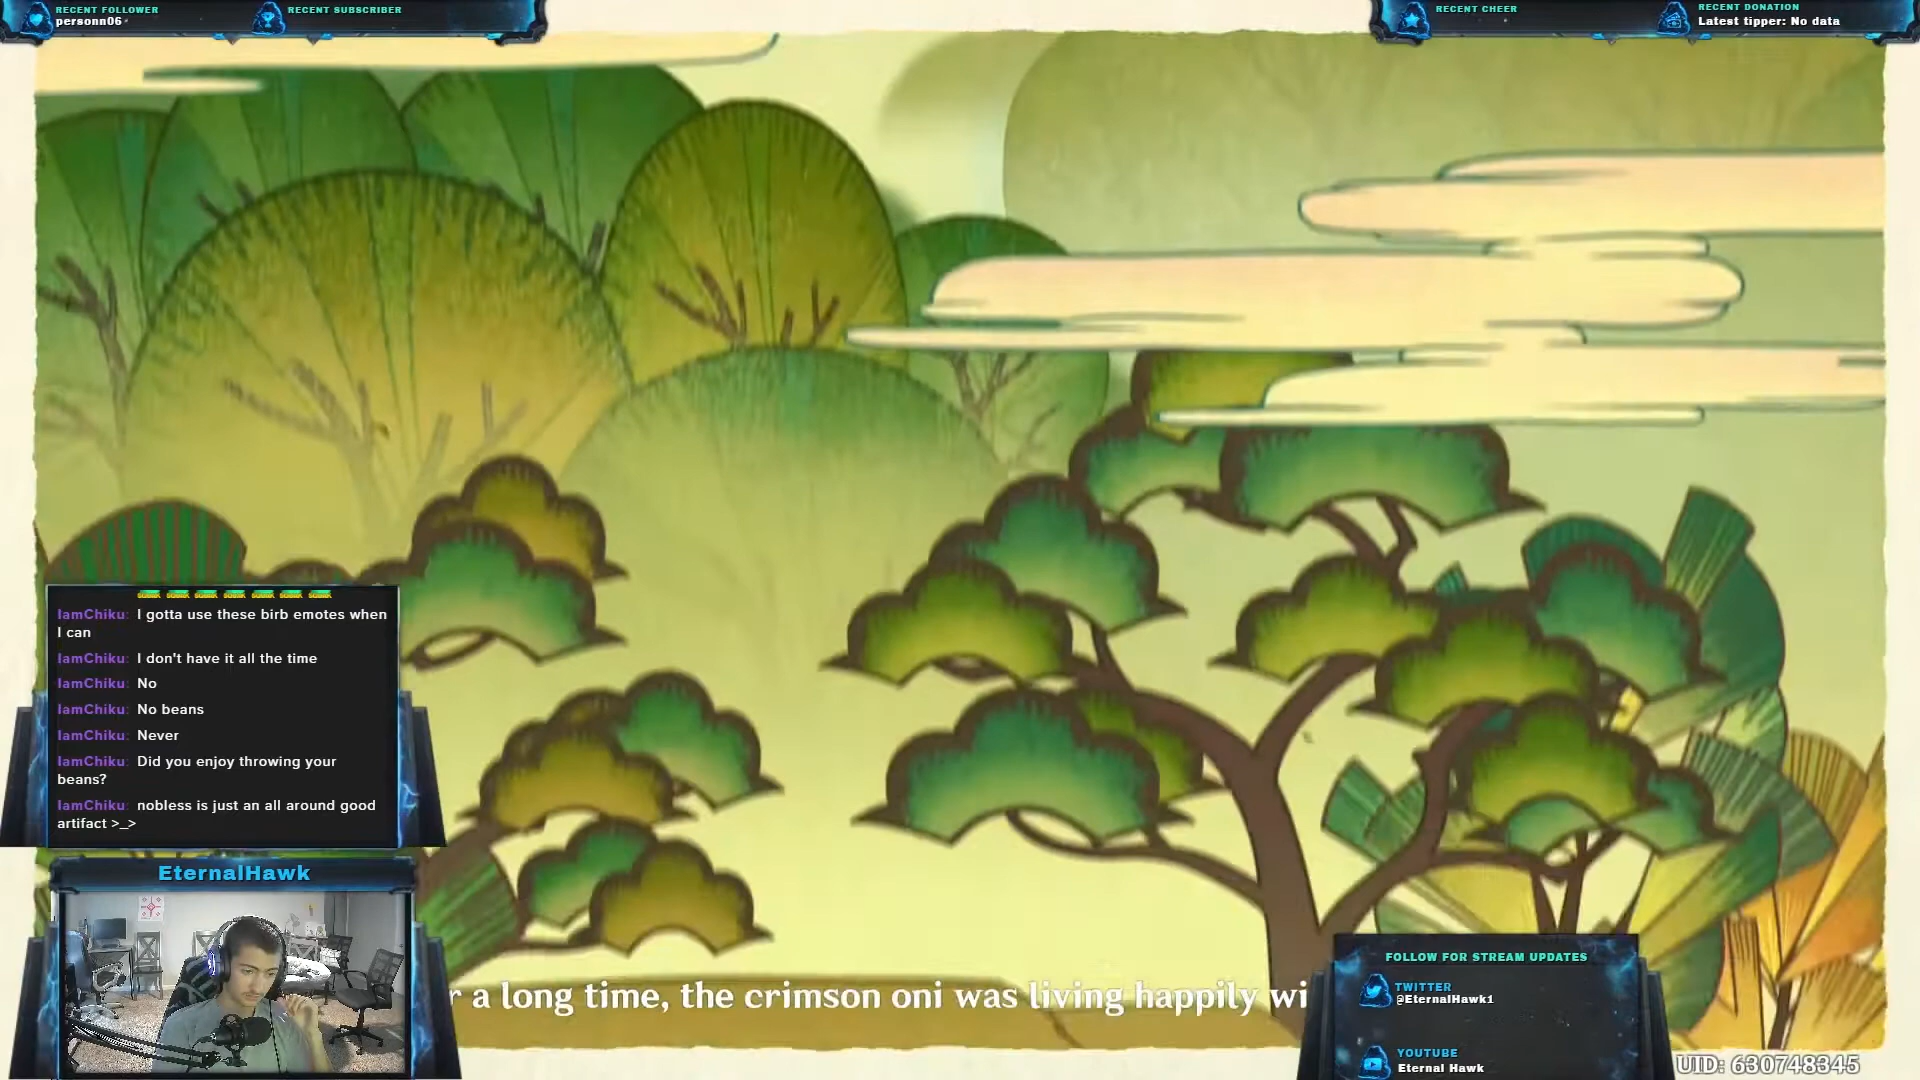 RECENT FOLLOWER
personn06
RECENT SUBSCRIBER
RECENT CHEER
RECENT DONATION
Latest tipper: No data
IamChiku: I gotta use these birb emotes when
I can
IamChiku: I don't have it all the time
IamChiku: No
IamChiku: No beans
IamChiku: Never
IamChiku: Did you enjoy throwing your
beans?
IamChiku: nobless is just an all around good
artifact >_>
EternalHawk
r a long time, the crimson oni was living happily wi
FOLLOW FOR STREAM UPDATES
TWITTER
@EternalHawk1
YOUTUBE
Eternal Hawk
UID: 630748345